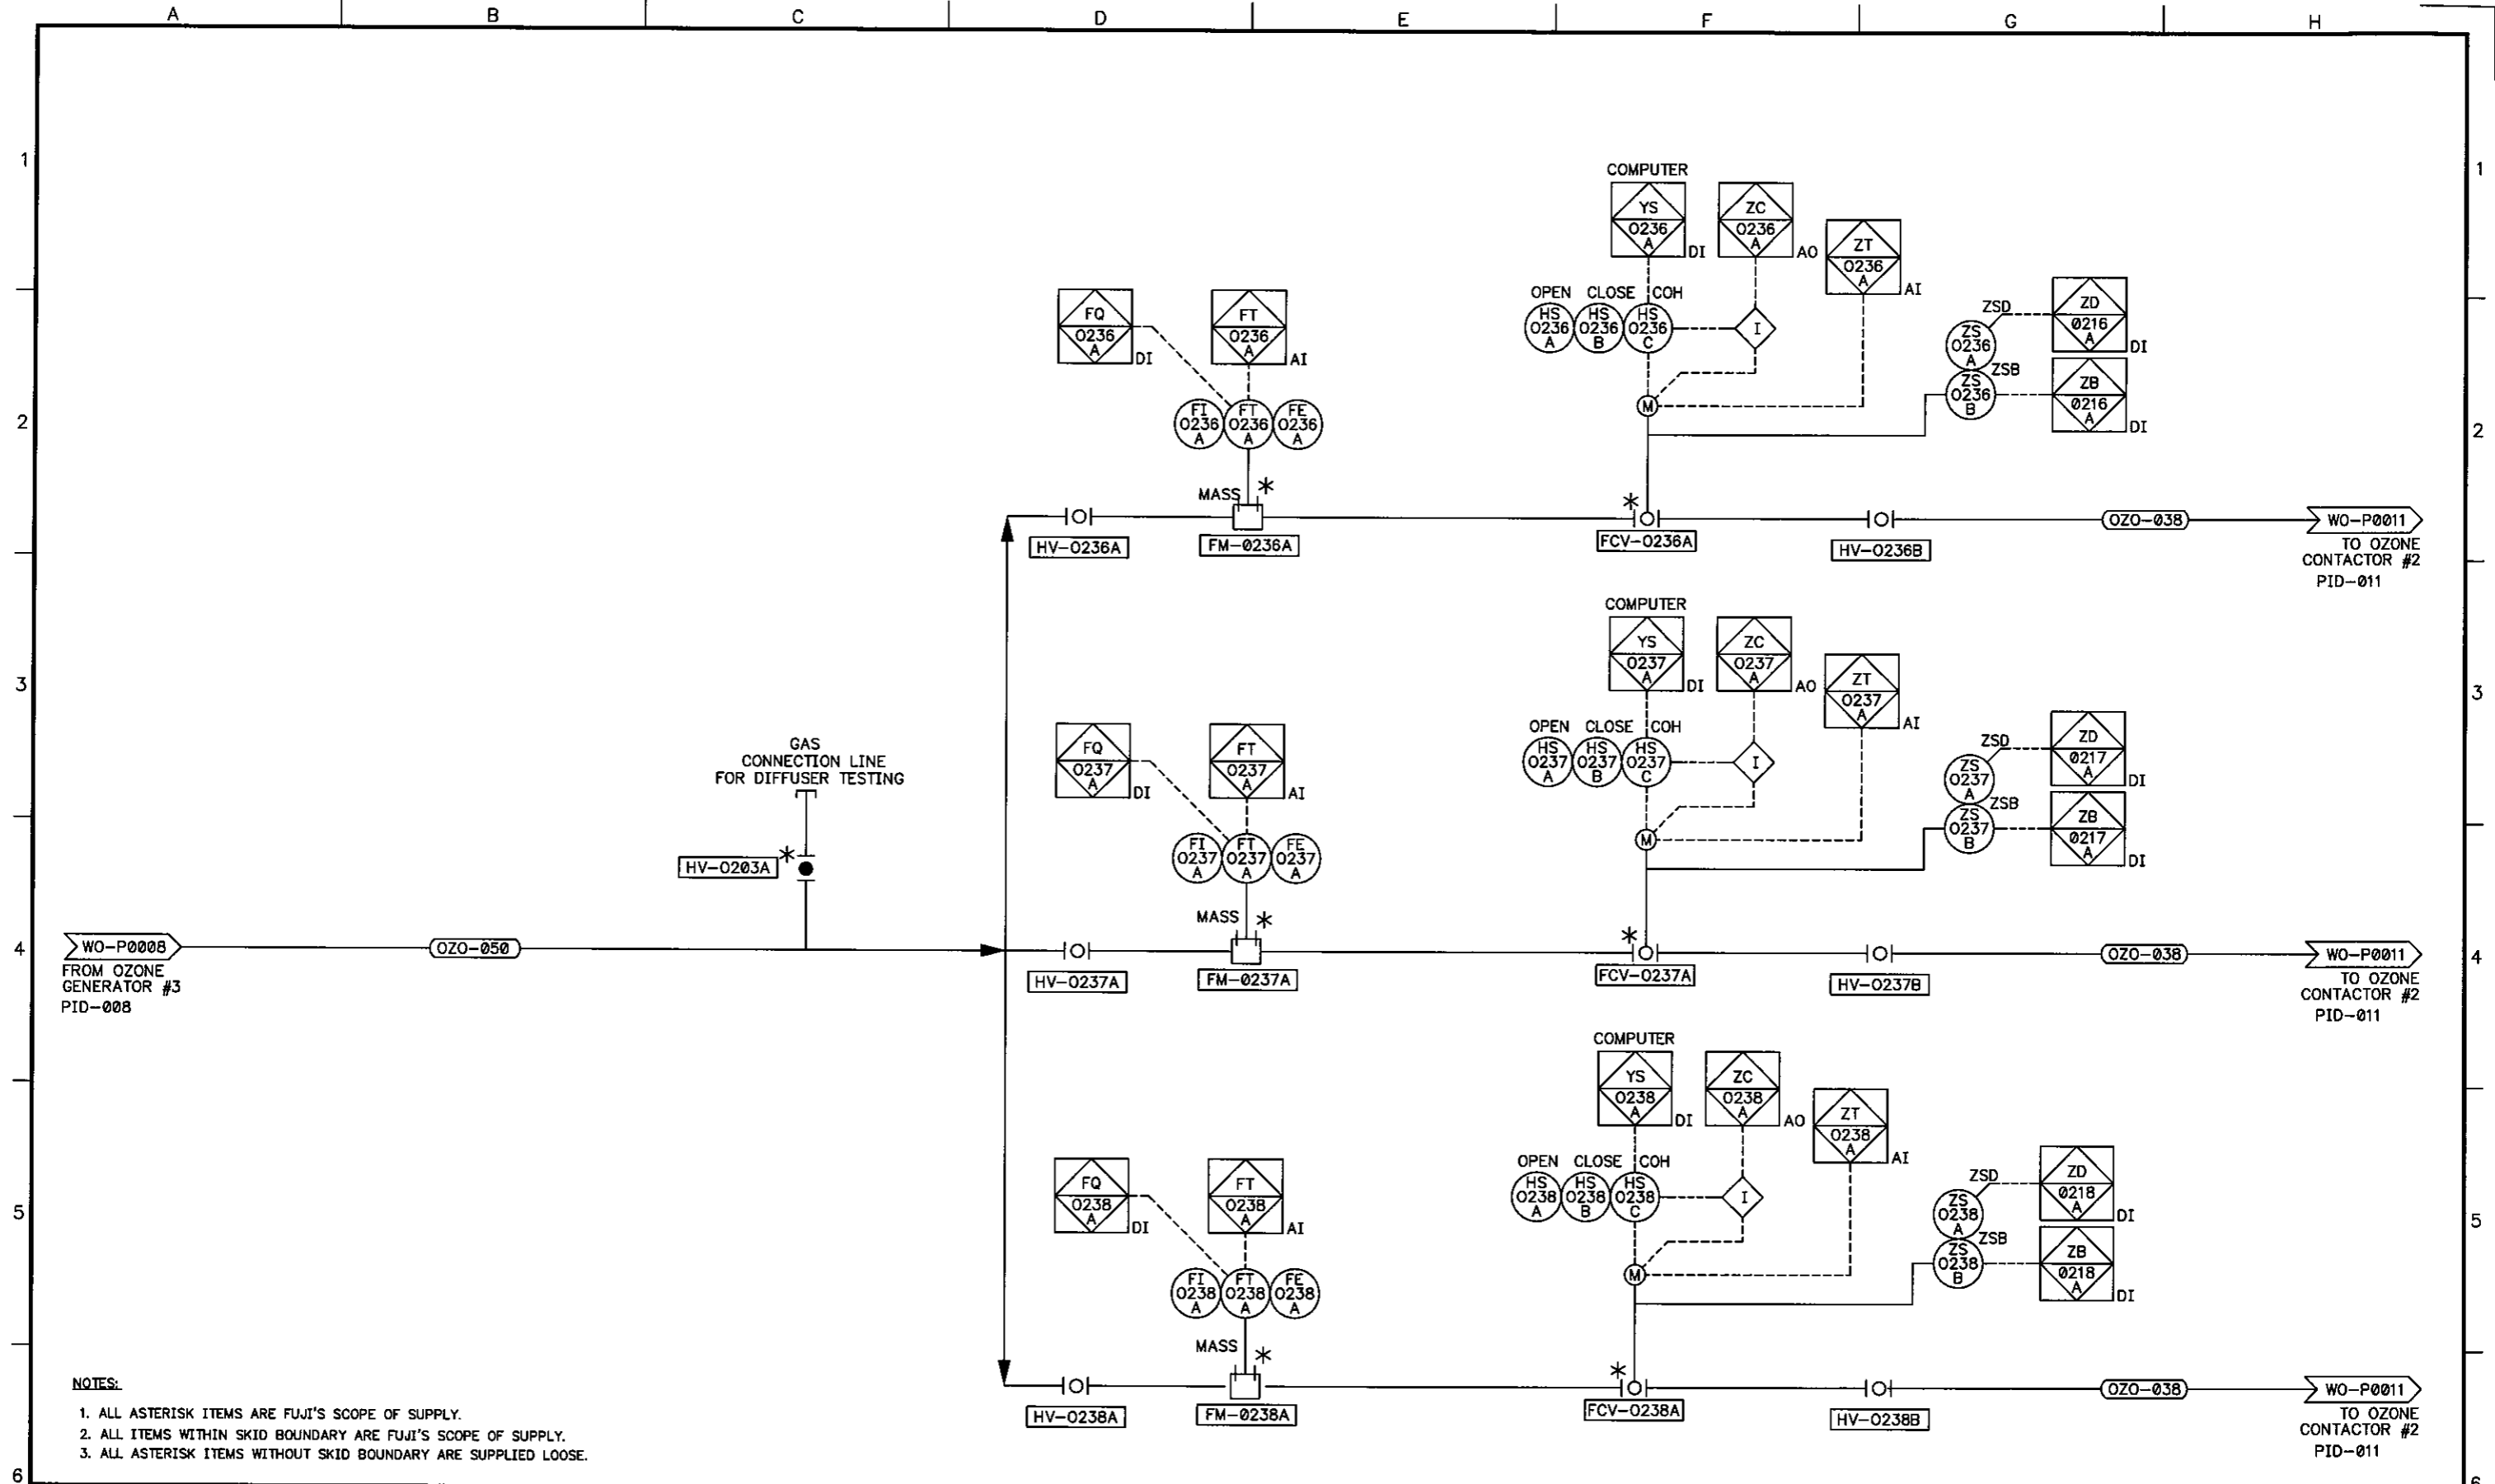 A B C D E F G H
1 1
2 2
3 3
4 4
5 5
6 6
COMPUTER
YS
0236
A
DI
ZC
0236
A
AO
ZT
0236
A
AI
OPEN CLOSE COH
HS
0236
A
HS
0236
B
HS
0236
C
I
M
FQ
0236
A
DI
FT
0236
A
AI
FI
0236
A
FT
0236
A
FE
0236
A
ZSD
ZS
0236
A
ZSB
ZS
0236
B
ZD
0216
A
DI
ZB
0216
A
DI
MASS *
*
HV-0236A
FM-0236A
FCV-0236A
HV-0236B
OZO-038
WO-P0011
TO OZONE
CONTACTOR #2
PID-011
COMPUTER
YS
0237
A
DI
ZC
0237
A
AO
ZT
0237
A
AI
OPEN CLOSE COH
HS
0237
A
HS
0237
B
HS
0237
C
I
M
FQ
0237
A
DI
FT
0237
A
AI
FI
0237
A
FT
0237
A
FE
0237
A
ZSD
ZS
0237
A
ZSB
ZS
0237
B
ZD
0217
A
DI
ZB
0217
A
DI
GAS
CONNECTION LINE
FOR DIFFUSER TESTING
HV-0203A *
MASS *
*
WO-P0008
FROM OZONE
GENERATOR #3
PID-008
OZO-050
HV-0237A
FM-0237A
FCV-0237A
HV-0237B
OZO-038
WO-P0011
TO OZONE
CONTACTOR #2
PID-011
COMPUTER
YS
0238
A
DI
ZC
0238
A
AO
ZT
0238
A
AI
OPEN CLOSE COH
HS
0238
A
HS
0238
B
HS
0238
C
I
M
FQ
0238
A
DI
FT
0238
A
AI
FI
0238
A
FT
0238
A
FE
0238
A
ZSD
ZS
0238
A
ZSB
ZS
0238
B
ZD
0218
A
DI
ZB
0218
A
DI
MASS *
*
HV-0238A
FM-0238A
FCV-0238A
HV-0238B
OZO-038
WO-P0011
TO OZONE
CONTACTOR #2
PID-011
NOTES:
1. ALL ASTERISK ITEMS ARE FUJI'S SCOPE OF SUPPLY.
2. ALL ITEMS WITHIN SKID BOUNDARY ARE FUJI'S SCOPE OF SUPPLY.
3. ALL ASTERISK ITEMS WITHOUT SKID BOUNDARY ARE SUPPLIED LOOSE.